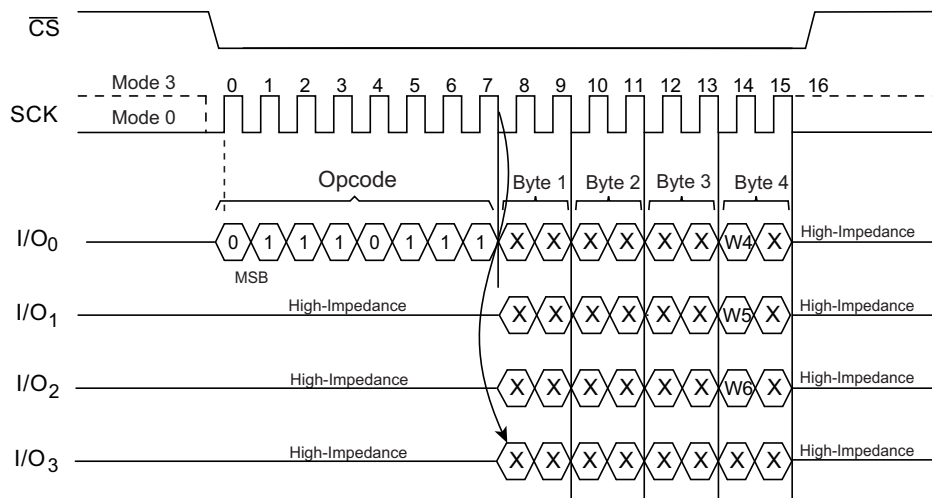 CS
Mode 3
0 1 2 3 4 5 6 7 8 9 10 11 12 13 14 15 16
SCK
Mode 0
Opcode
Byte 1 Byte 2 Byte 3 Byte 4
I/O0 0 1 1 1 0 1 1 1 X X X X X X W4 X High-Impedance
MSB
I/O1 High-Impedance X X X X X X W5 X High-Impedance
I/O2 High-Impedance X X X X X X W6 X High-Impedance
I/O3 High-Impedance X X X X X X X X High-Impedance